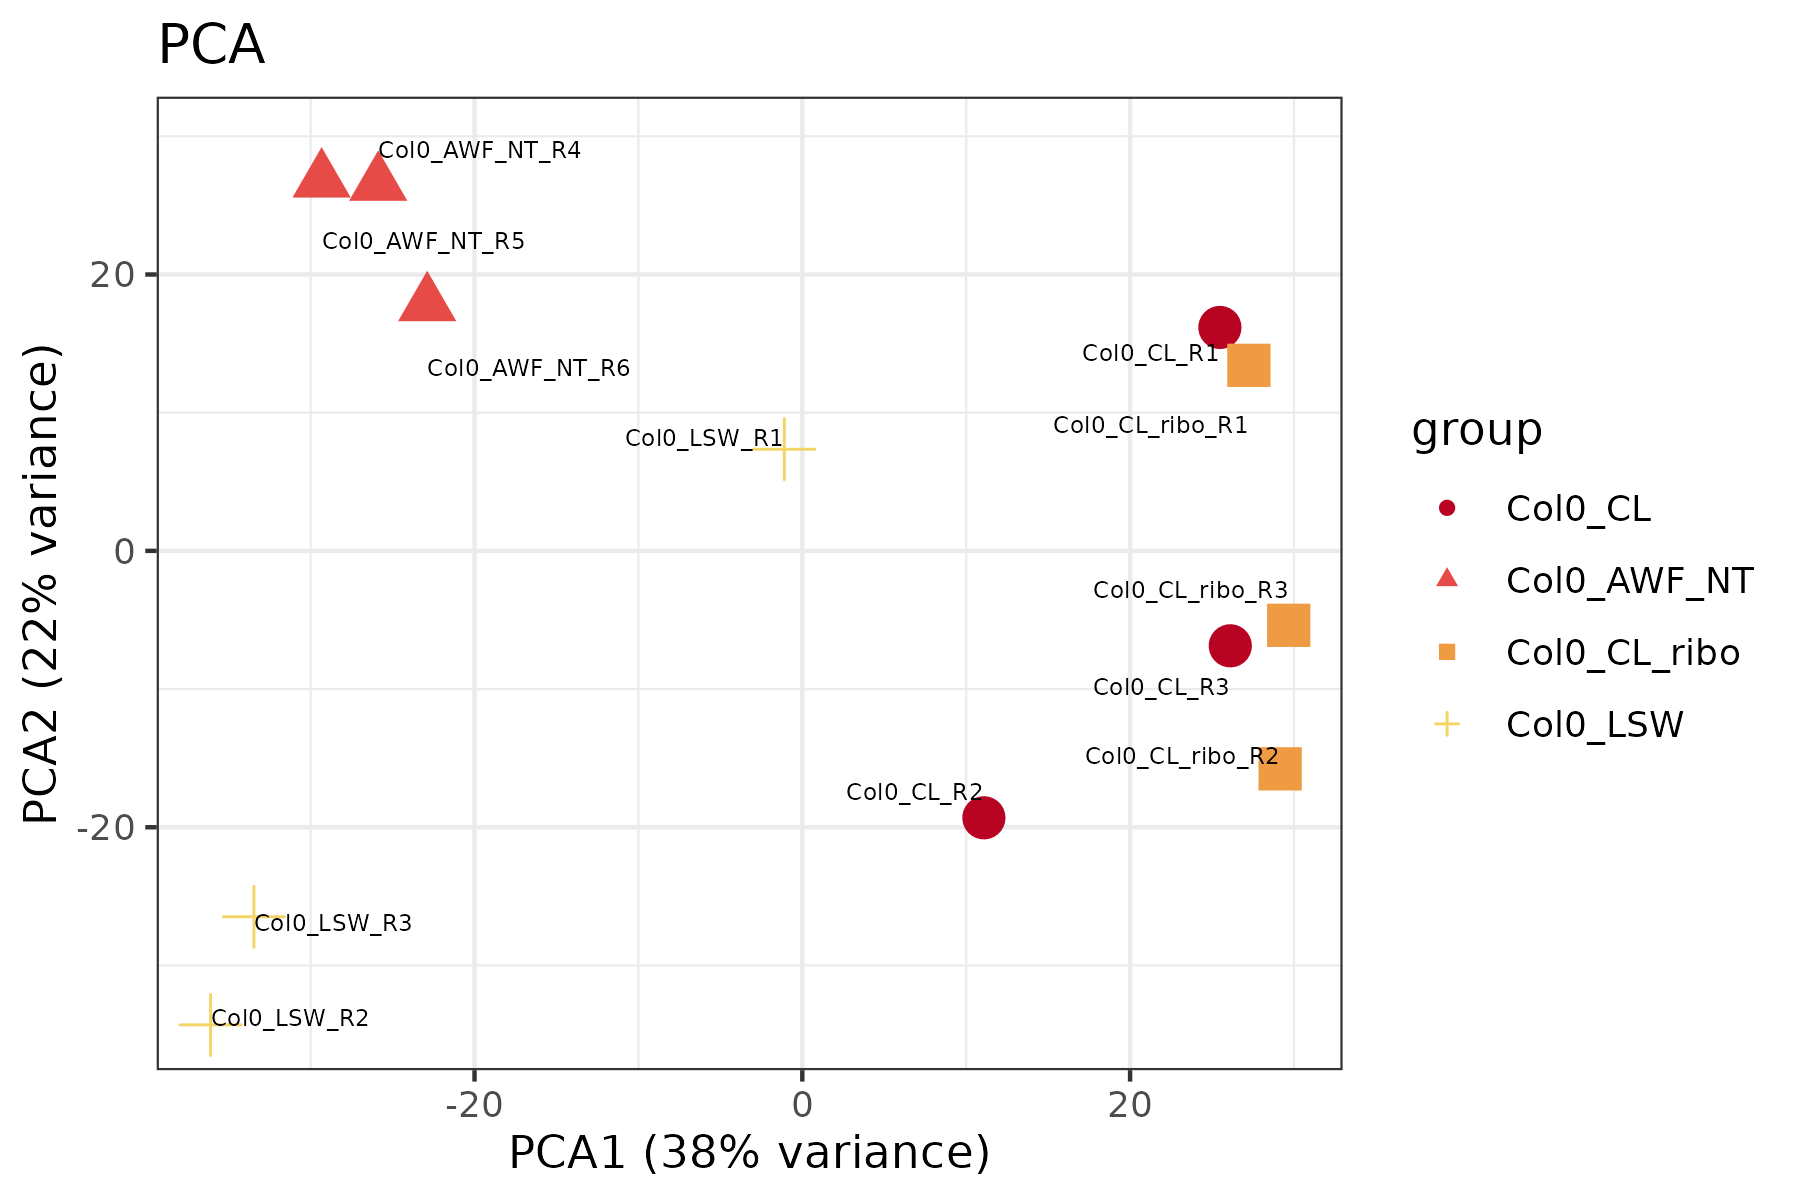 PCA
Col0_AWF_NT_R4
Col0_AWF_NT_R5
Col0_AWF_NT_R6
Col0_CL_R1
Col0_CL_ribo_R1
Col0_LSW_R1
Col0_CL_ribo_R3
Col0_CL_R3
Col0_CL_ribo_R2
Col0_CL_R2
Col0_LSW_R3
Col0_LSW_R2
20
0
-20
PCA2 (22% variance)
-20
0
20
PCA1 (38% variance)
group
Col0_CL
Col0_AWF_NT
Col0_CL_ribo
Col0_LSW